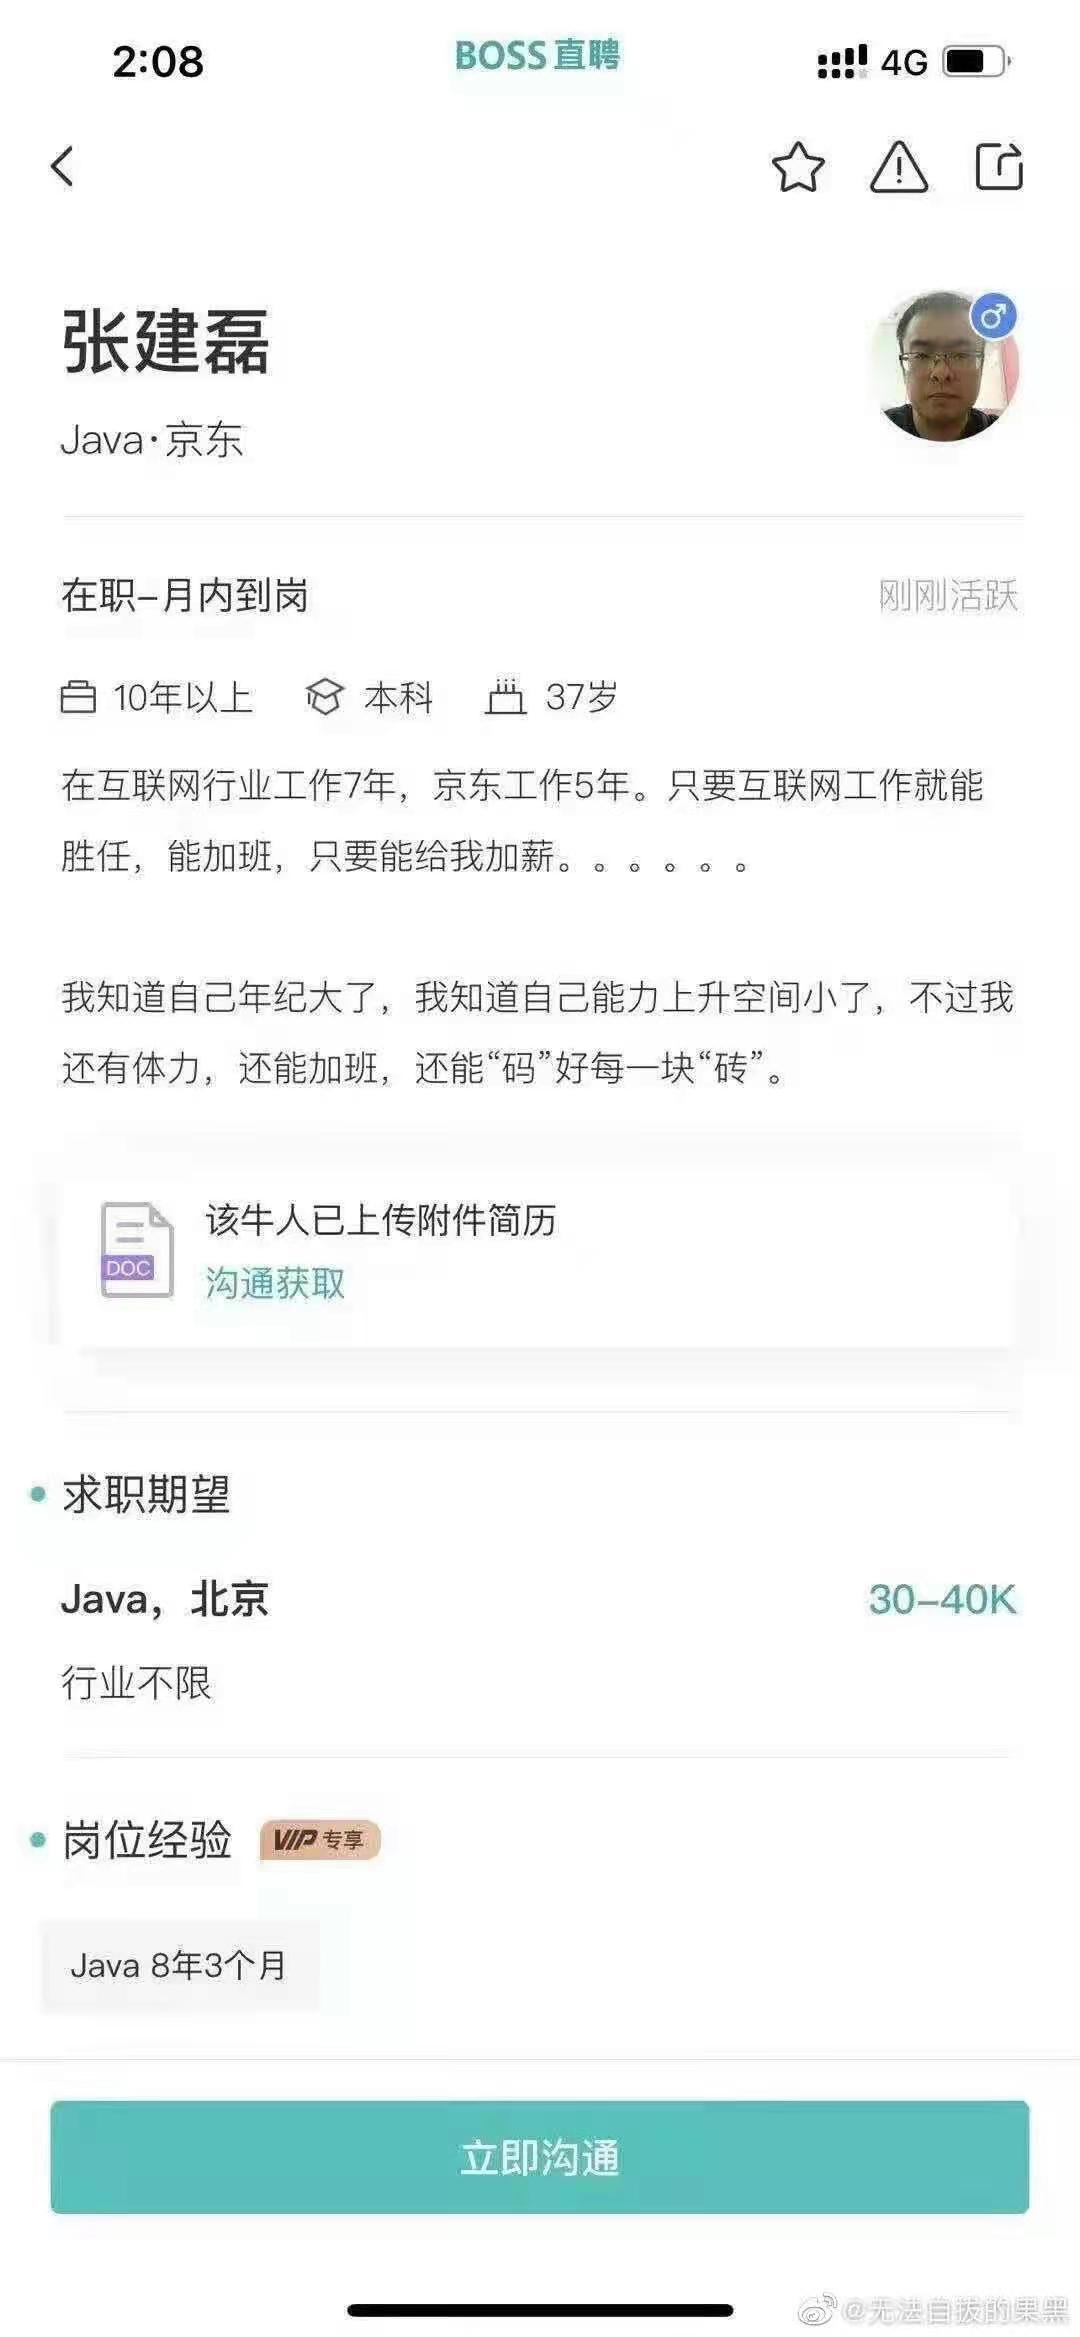 2:08
BOSS直聘
4G
张建磊
Java·京东
在职-月内到岗
刚刚活跃
10年以上
本科
37岁
在互联网行业工作7年，京东工作5年。只要互联网工作就能
胜任，能加班，只要能给我加薪。。。。。。
我知道自己年纪大了，我知道自己能力上升空间小了，不过我
还有体力，还能加班，还能“码”好每一块“砖”。
DOC
该牛人已上传附件简历
沟通获取
求职期望
Java，北京
30-40K
行业不限
岗位经验
VIP专享
Java 8年3个月
立即沟通
@无法自拔的果黑